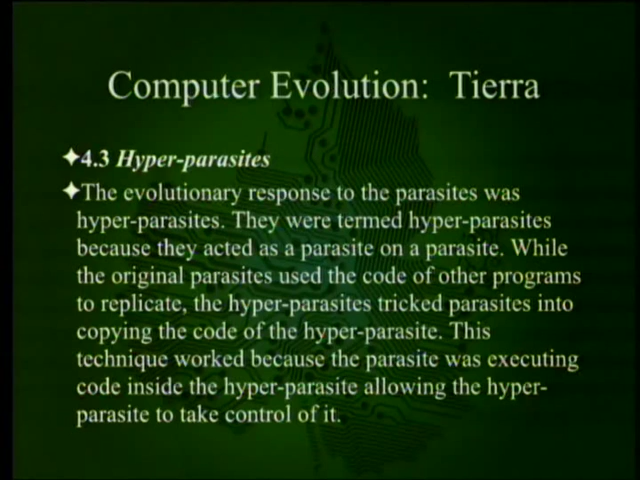 Computer Evolution: Tierra
4.3 Hyper-parasites
The evolutionary response to the parasites was
hyper-parasites. They were termed hyper-parasites
because they acted as a parasite on a parasite. While
the original parasites used the code of other programs
to replicate, the hyper-parasites tricked parasites into
copying the code of the hyper-parasite. This
technique worked because the parasite was executing
code inside the hyper-parasite allowing the hyper-
parasite to take control of it.